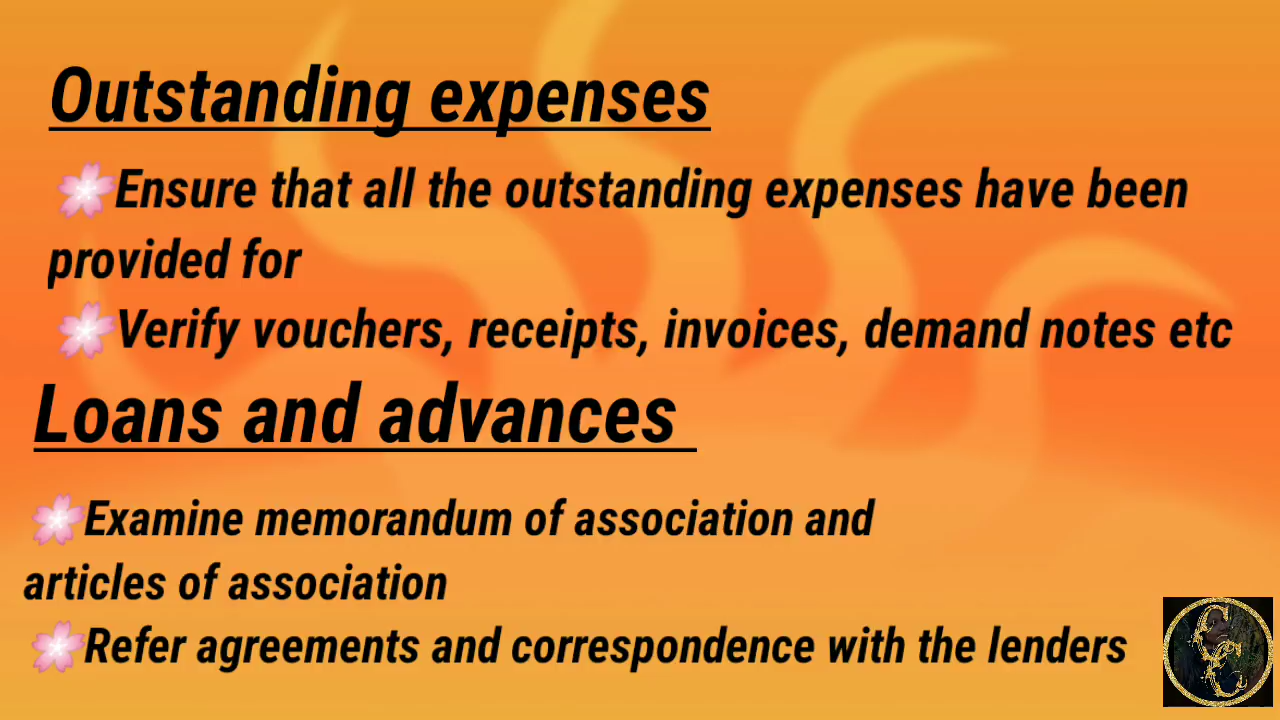 Outstanding expenses
🌸Ensure that all the outstanding expenses have been
provided for
🌸Verify vouchers, receipts, invoices, demand notes etc
Loans and advances
🌸Examine memorandum of association and
articles of association
🌸Refer agreements and correspondence with the lenders